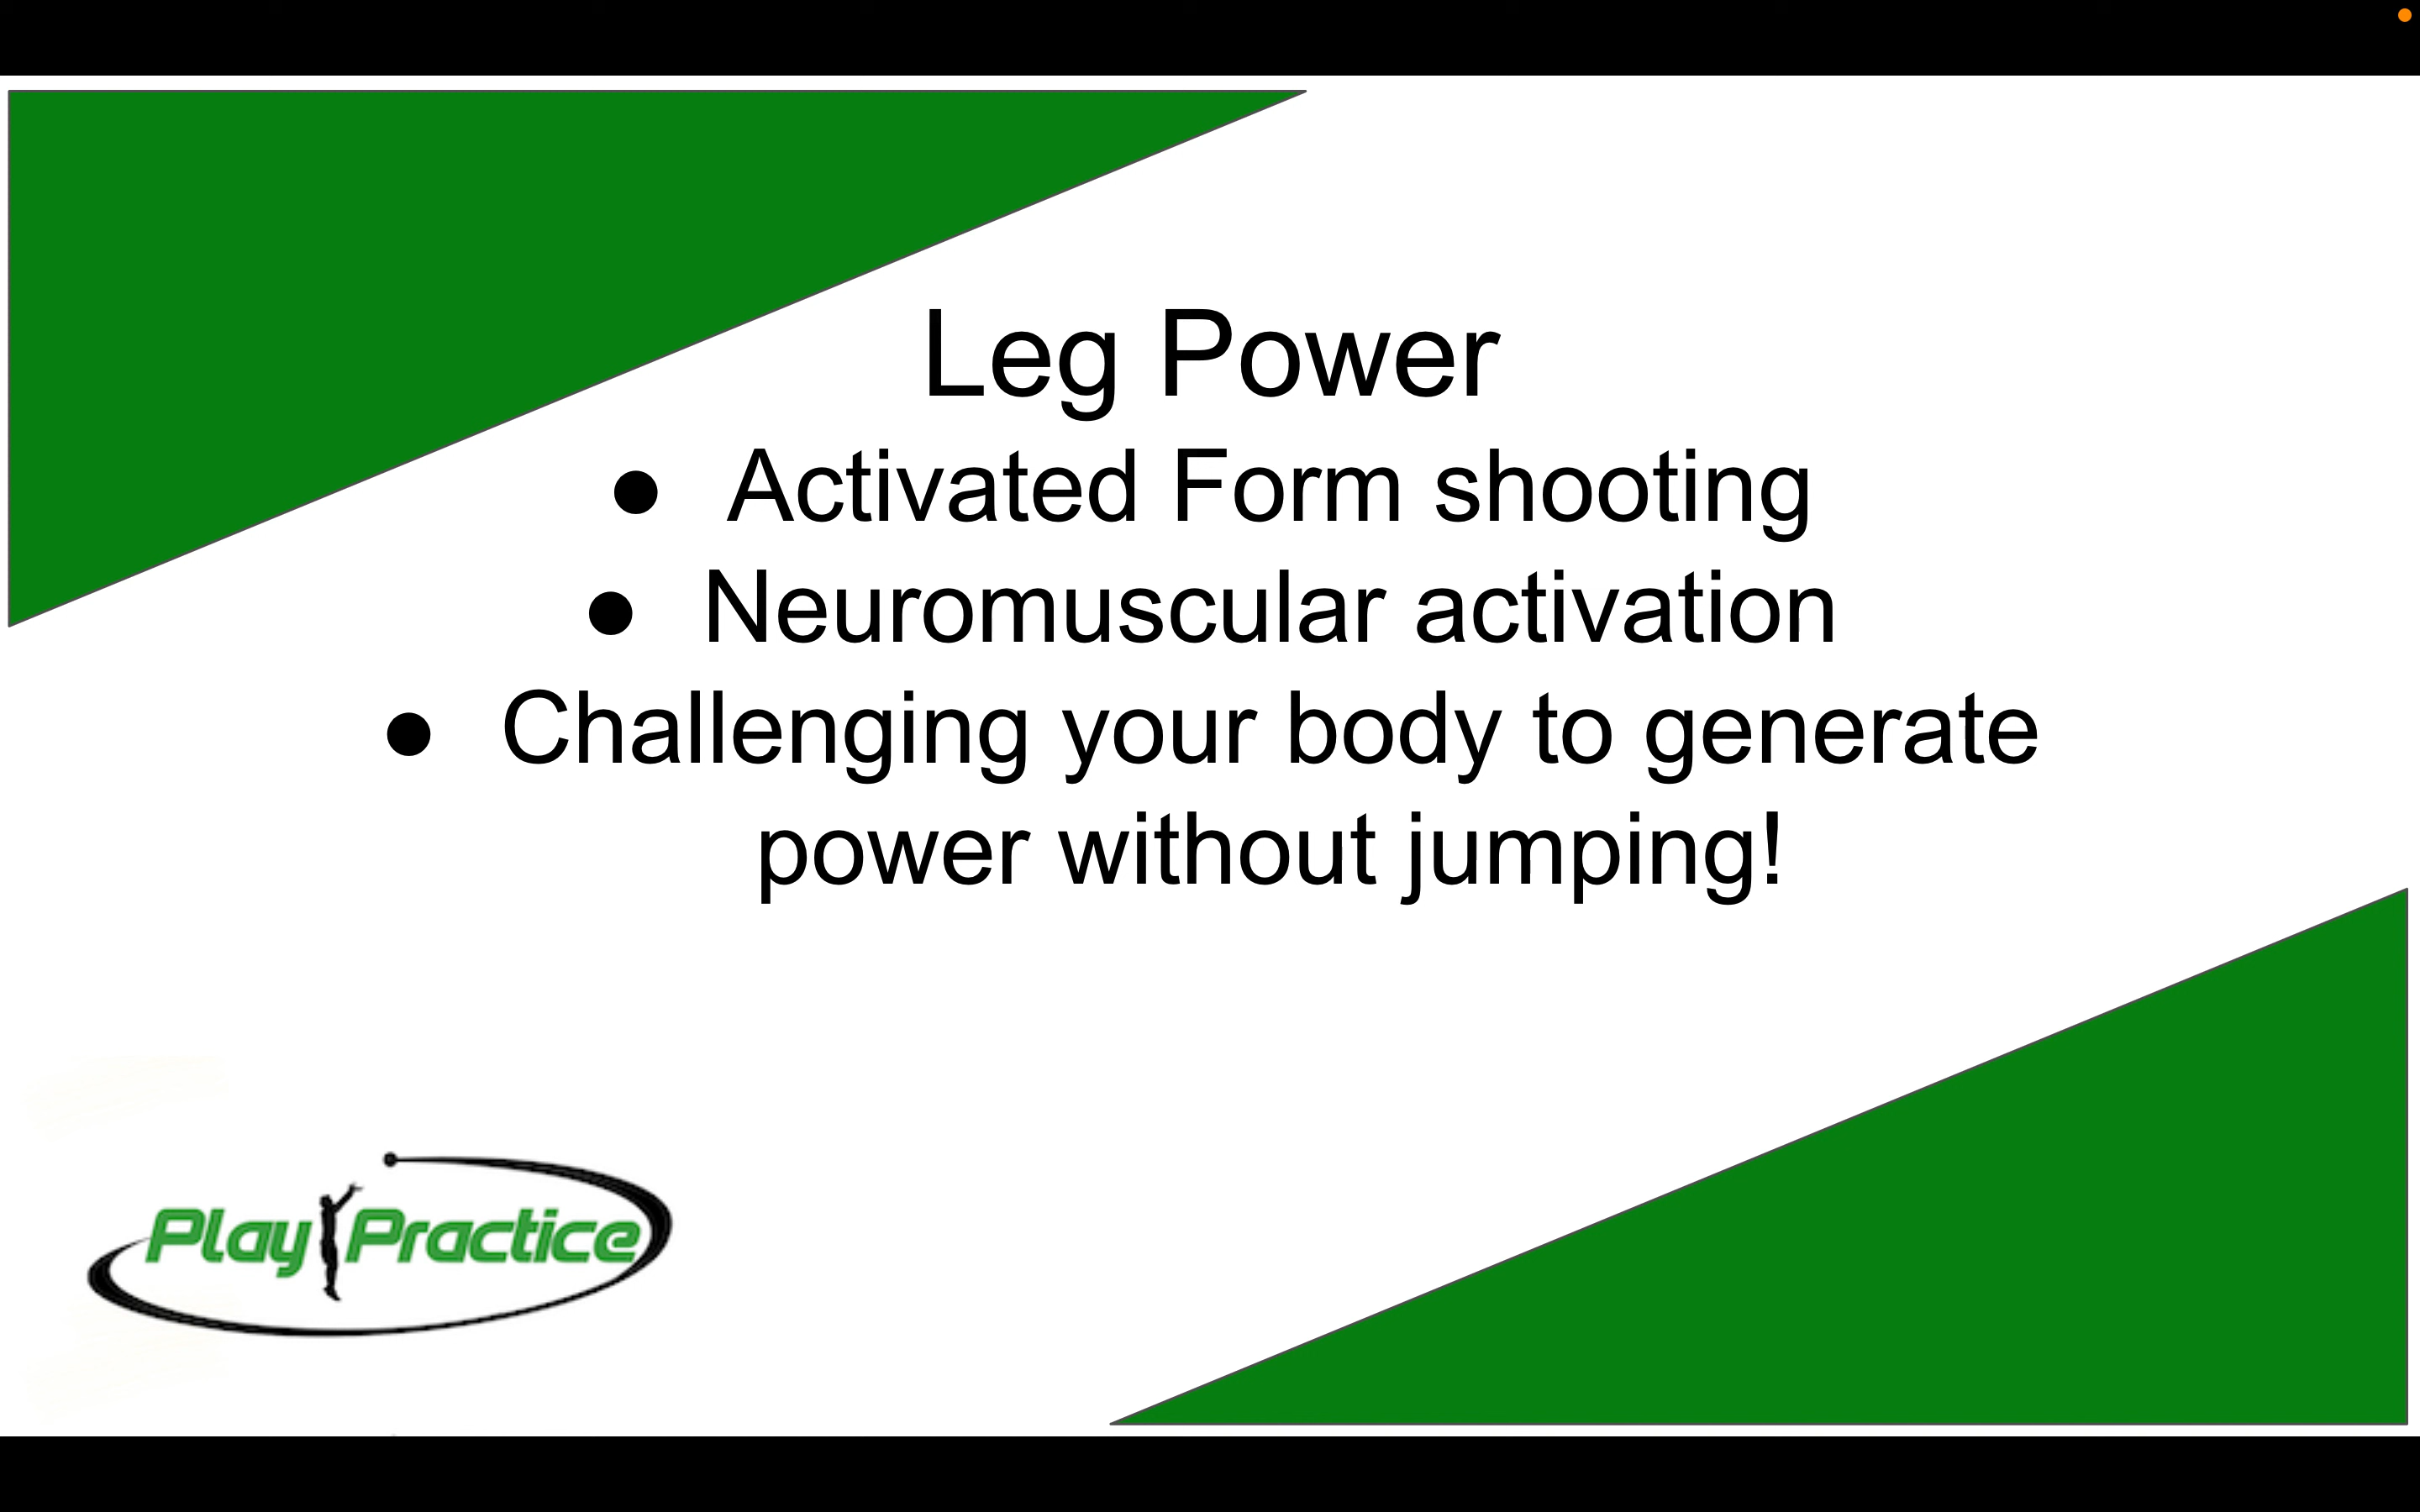 Leg Power
● Activated Form shooting
● Neuromuscular activation
● Challenging your body to generate
power without jumping!
Play Practice